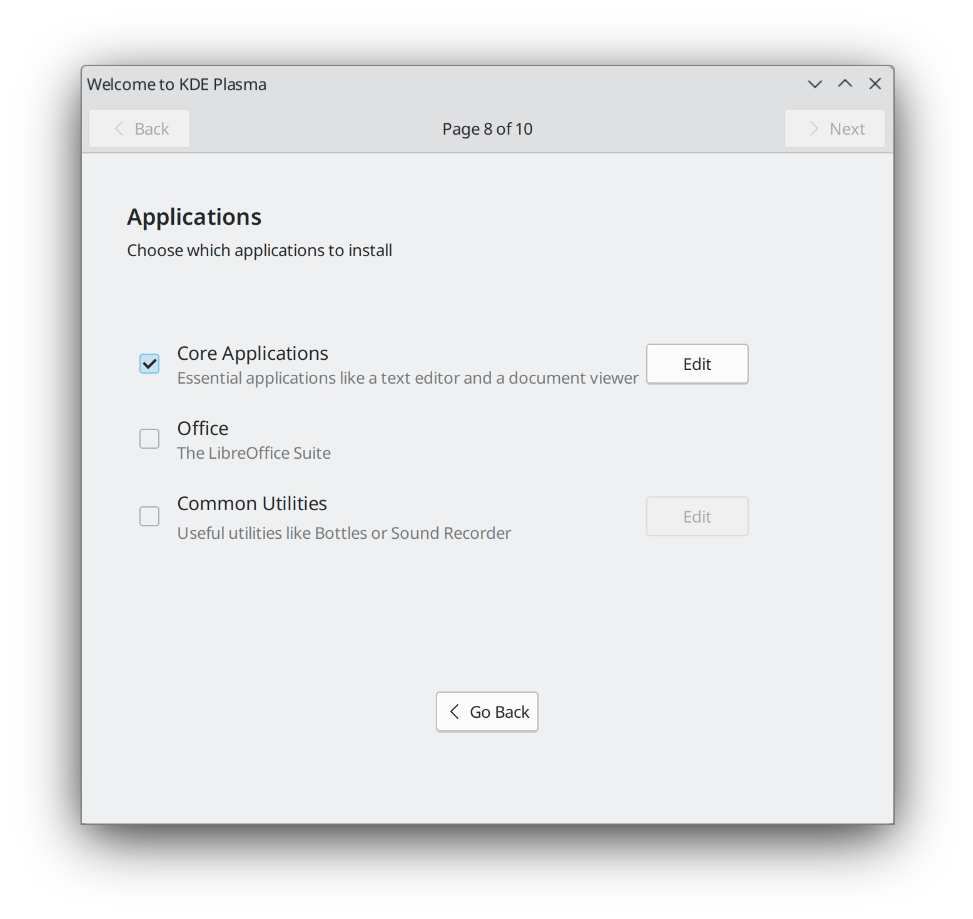 Welcome to KDE Plasma
Back
Page 8 of 10
Next
Applications
Choose which applications to install
Core Applications
Essential applications like a text editor and a document viewer
Edit
Office
The LibreOffice Suite
Common Utilities
Useful utilities like Bottles or Sound Recorder
Edit
Go Back